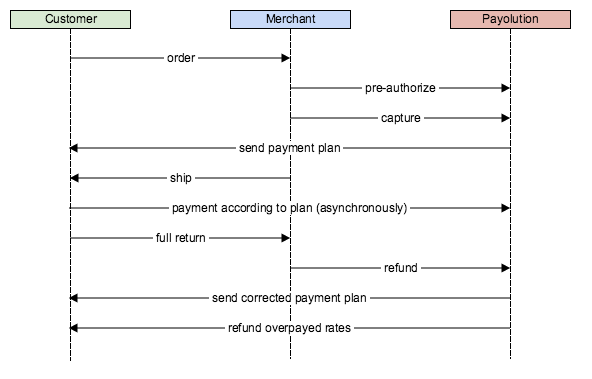 Customer
Merchant
Payolution
order
pre-authorize
capture
send payment plan
ship
payment according to plan (asynchronously)
full return
refund
send corrected payment plan
refund overpayed rates